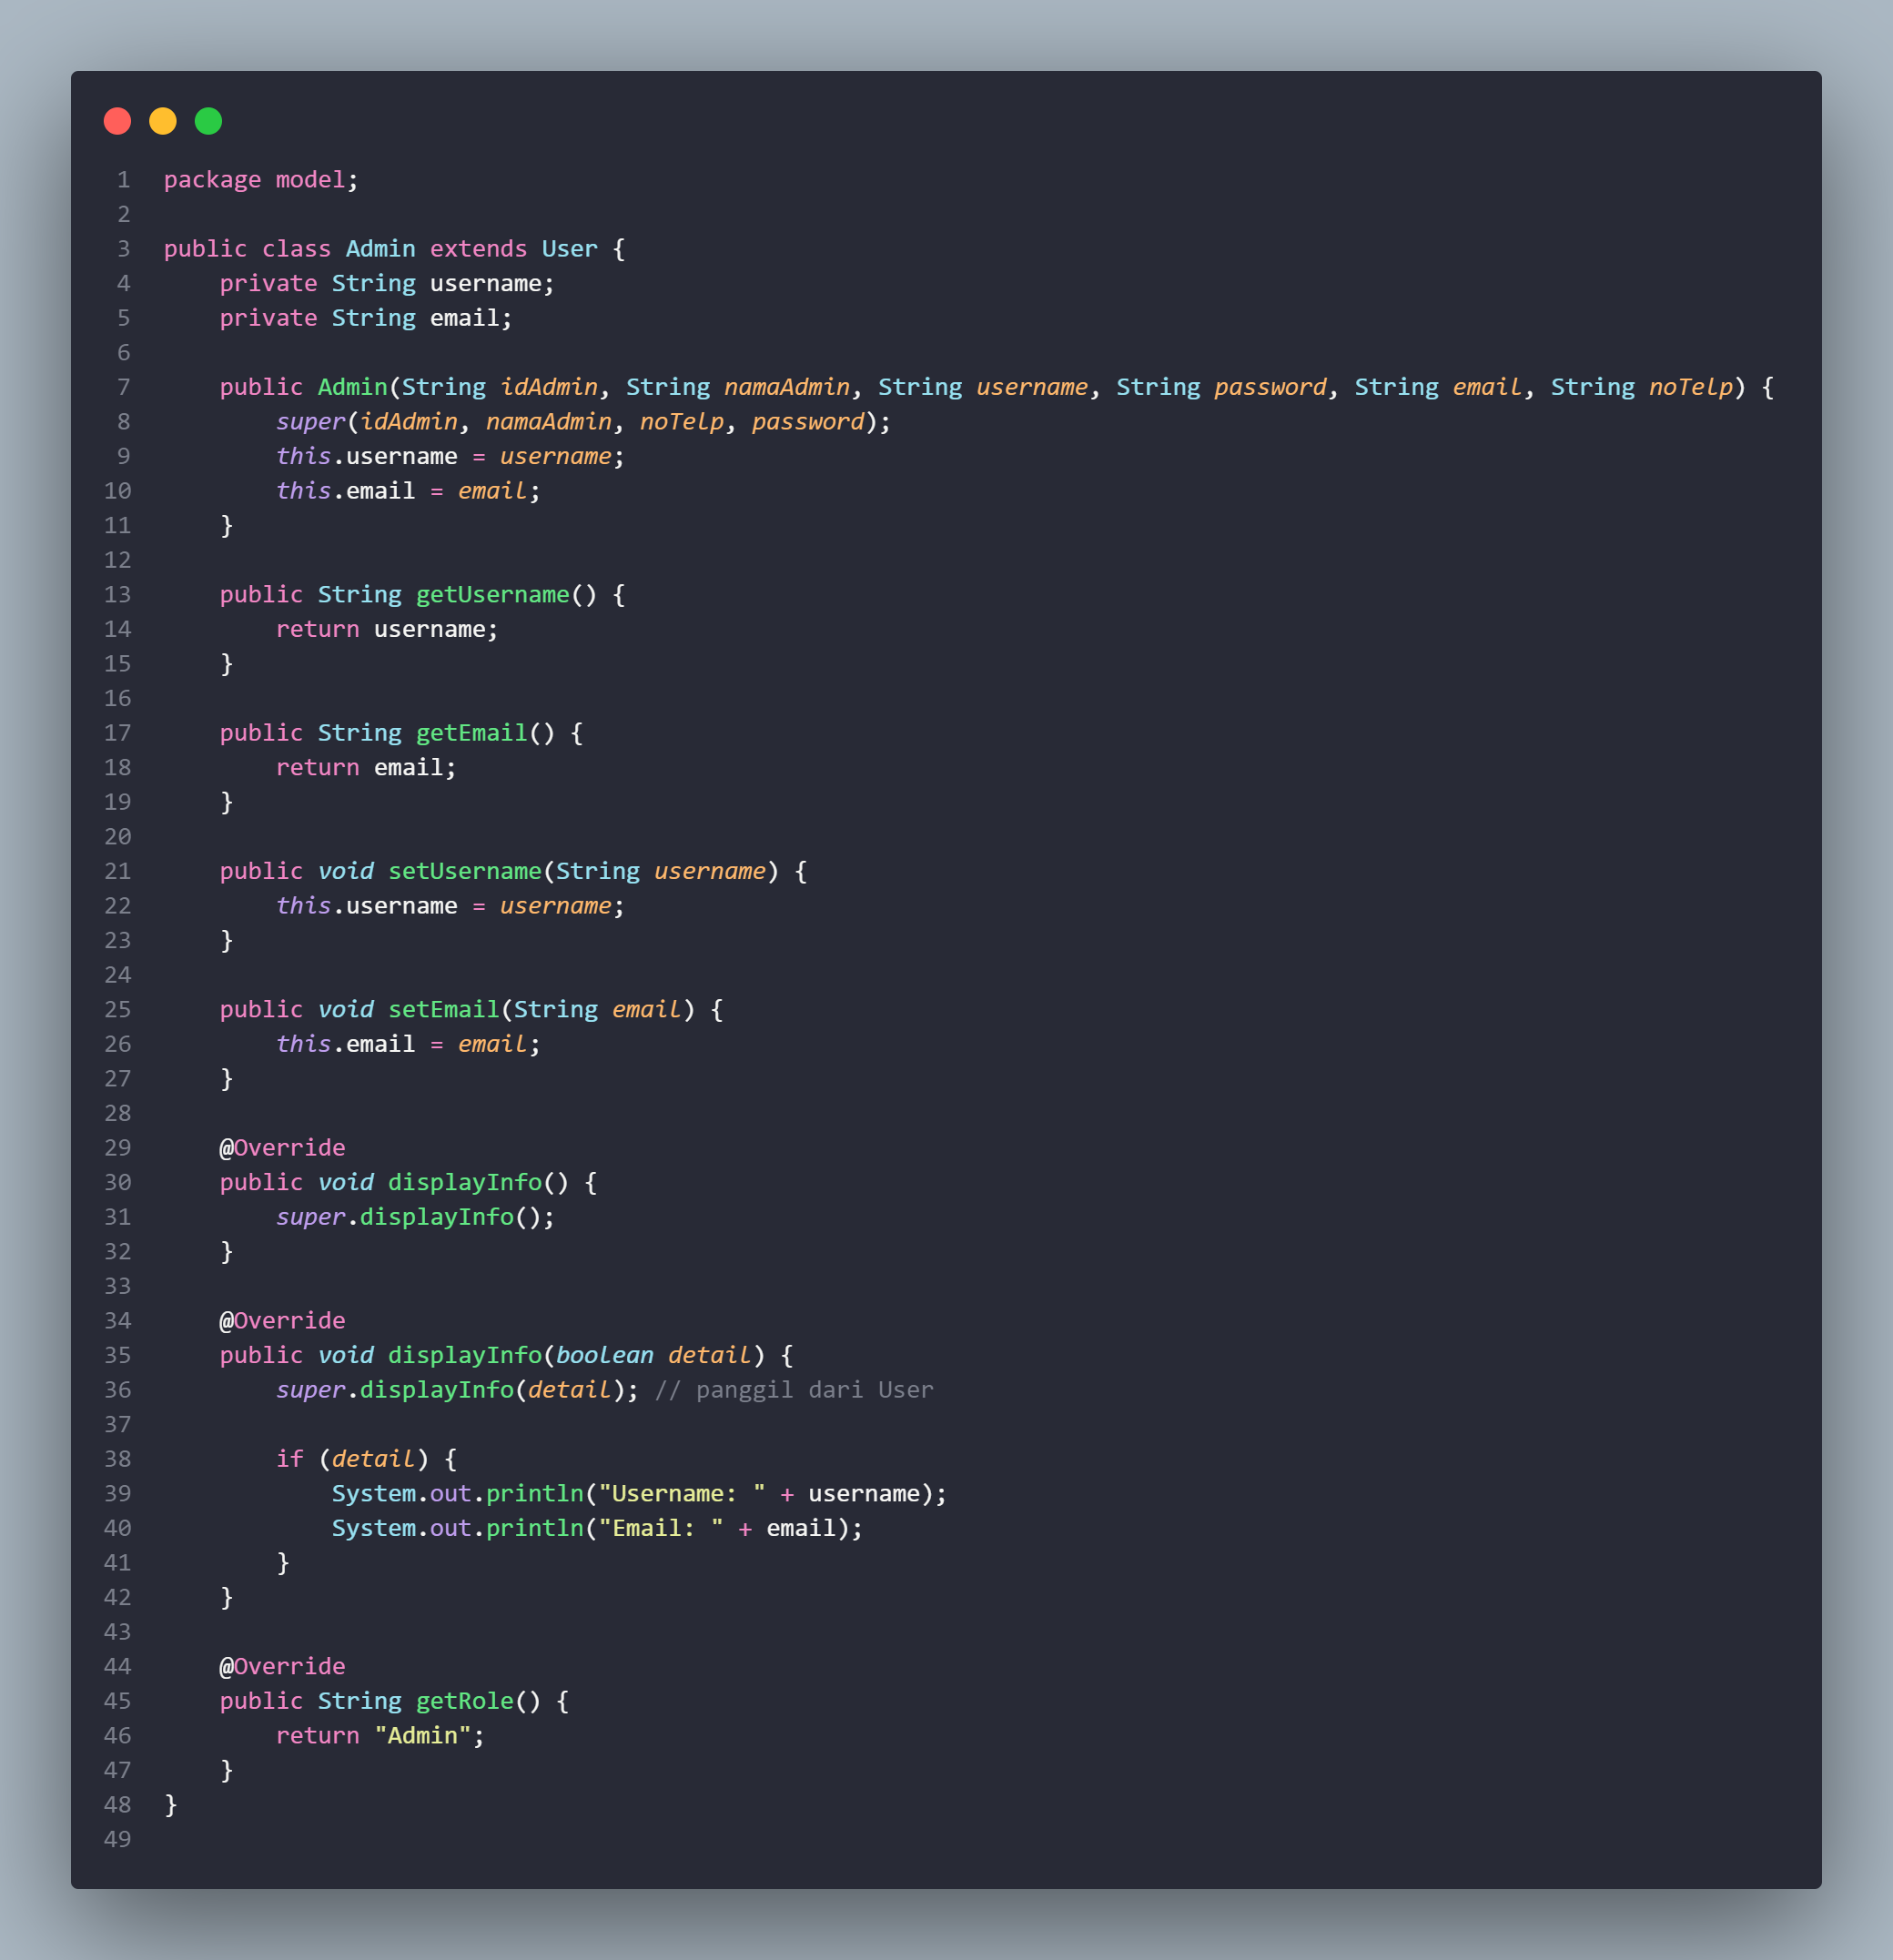 1 package model;
2
3 public class Admin extends User {
4     private String username;
5     private String email;
6
7     public Admin(String idAdmin, String namaAdmin, String username, String password, String email, String noTelp) {
8         super(idAdmin, namaAdmin, noTelp, password);
9         this.username = username;
10         this.email = email;
11     }
12
13     public String getUsername() {
14         return username;
15     }
16
17     public String getEmail() {
18         return email;
19     }
20
21     public void setUsername(String username) {
22         this.username = username;
23     }
24
25     public void setEmail(String email) {
26         this.email = email;
27     }
28
29     @Override
30     public void displayInfo() {
31         super.displayInfo();
32     }
33
34     @Override
35     public void displayInfo(boolean detail) {
36         super.displayInfo(detail); // panggil dari User
37
38         if (detail) {
39             System.out.println("Username: " + username);
40             System.out.println("Email: " + email);
41         }
42     }
43
44     @Override
45     public String getRole() {
46         return "Admin";
47     }
48 }
49